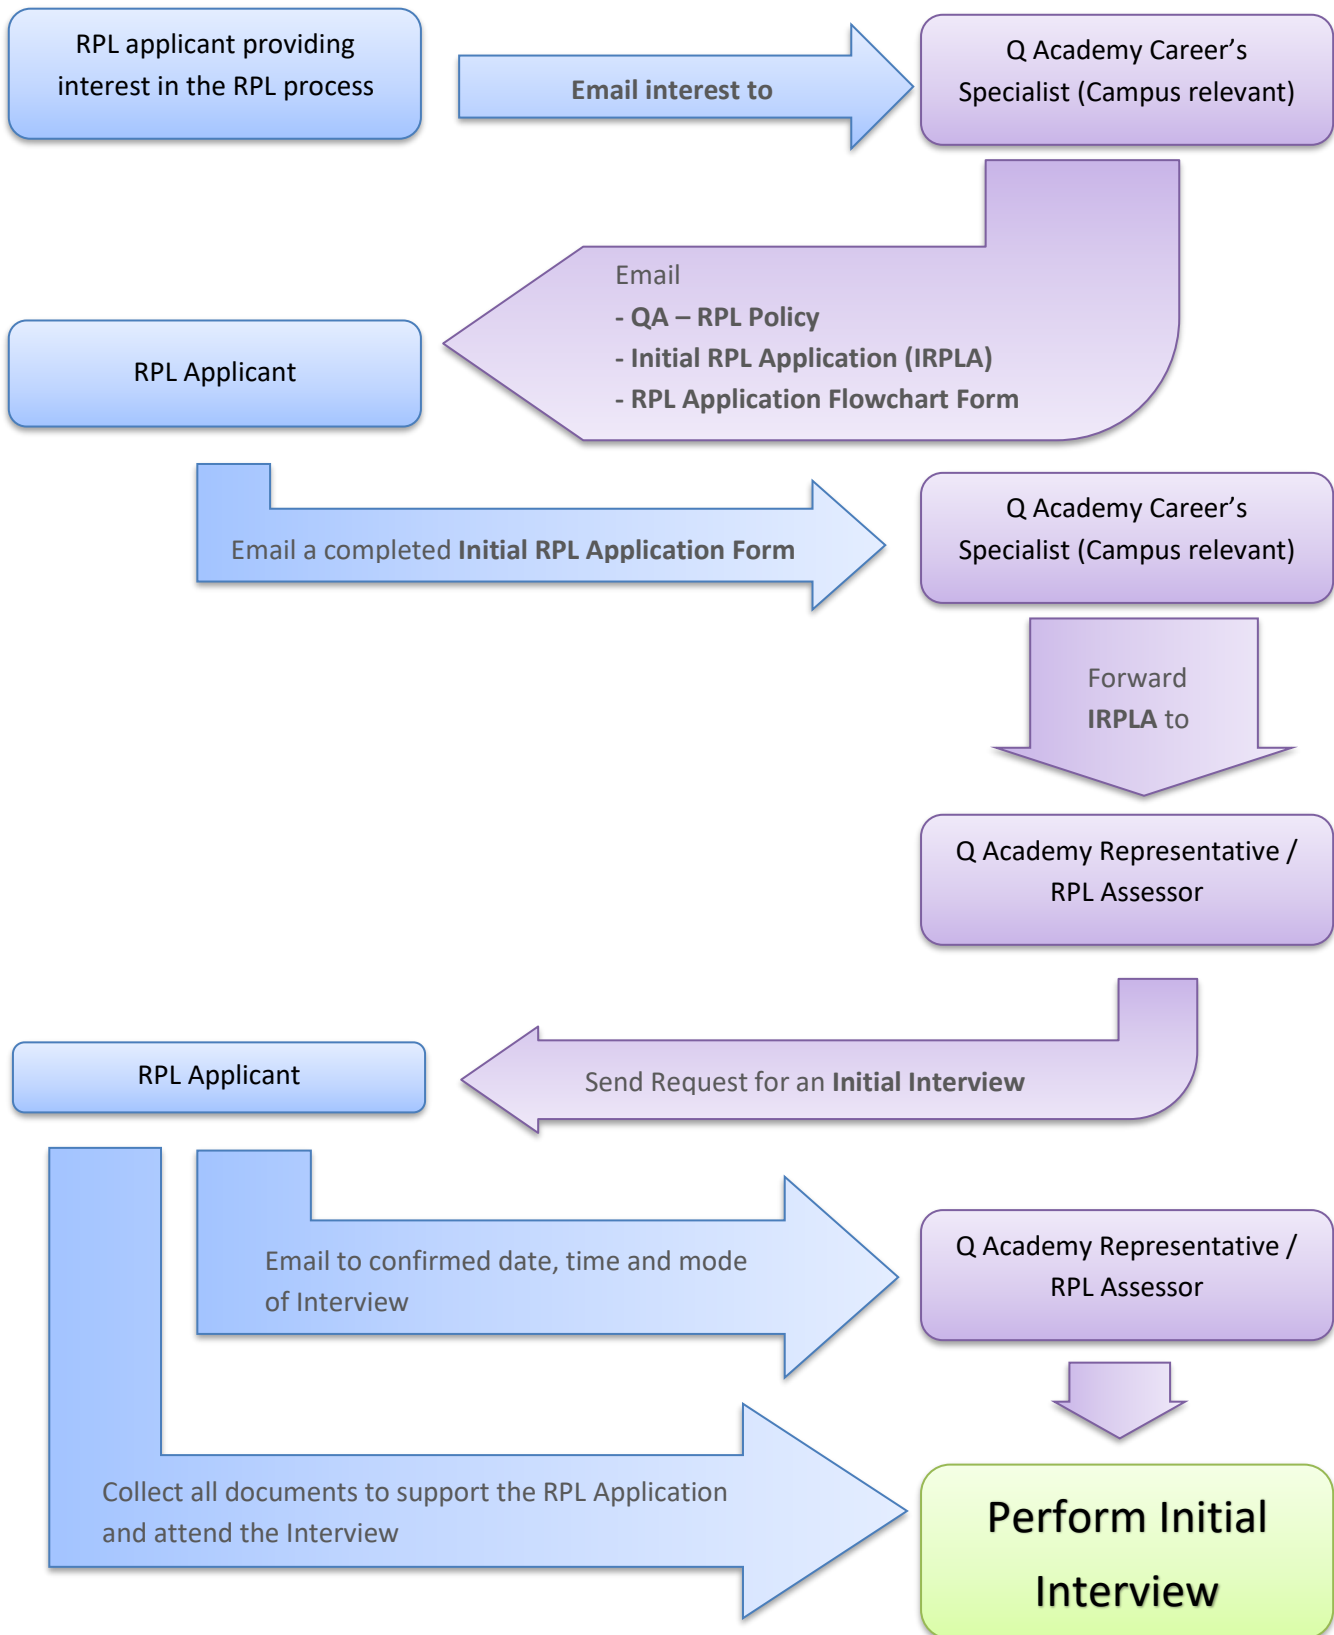 RPL applicant providing
interest in the RPL process
Email interest to
Q Academy Career’s
Specialist (Campus relevant)
Email
- QA – RPL Policy
- Initial RPL Application (IRPLA)
- RPL Application Flowchart Form
RPL Applicant
Email a completed Initial RPL Application Form
Q Academy Career’s
Specialist (Campus relevant)
Forward
IRPLA to
Q Academy Representative /
RPL Assessor
Send Request for an Initial Interview
RPL Applicant
Email to confirmed date, time and mode
of Interview
Q Academy Representative /
RPL Assessor
Collect all documents to support the RPL Application
and attend the Interview
Perform Initial
Interview